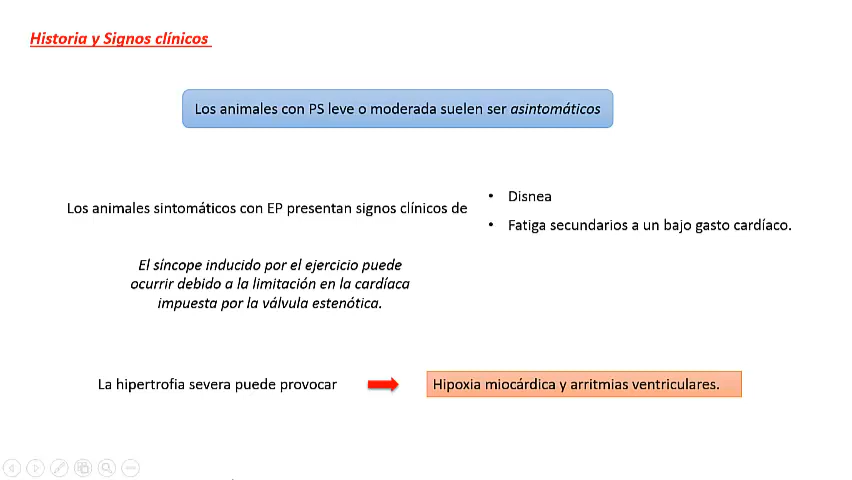 Historia y Signos clínicos
Los animales con PS leve o moderada suelen ser asintomáticos
Los animales sintomáticos con EP presentan signos clínicos de
• Disnea
• Fatiga secundarios a un bajo gasto cardíaco.
El síncope inducido por el ejercicio puede
ocurrir debido a la limitación en la cardíaca
impuesta por la válvula estenótica.
La hipertrofia severa puede provocar
Hipoxia miocárdica y arritmias ventriculares.